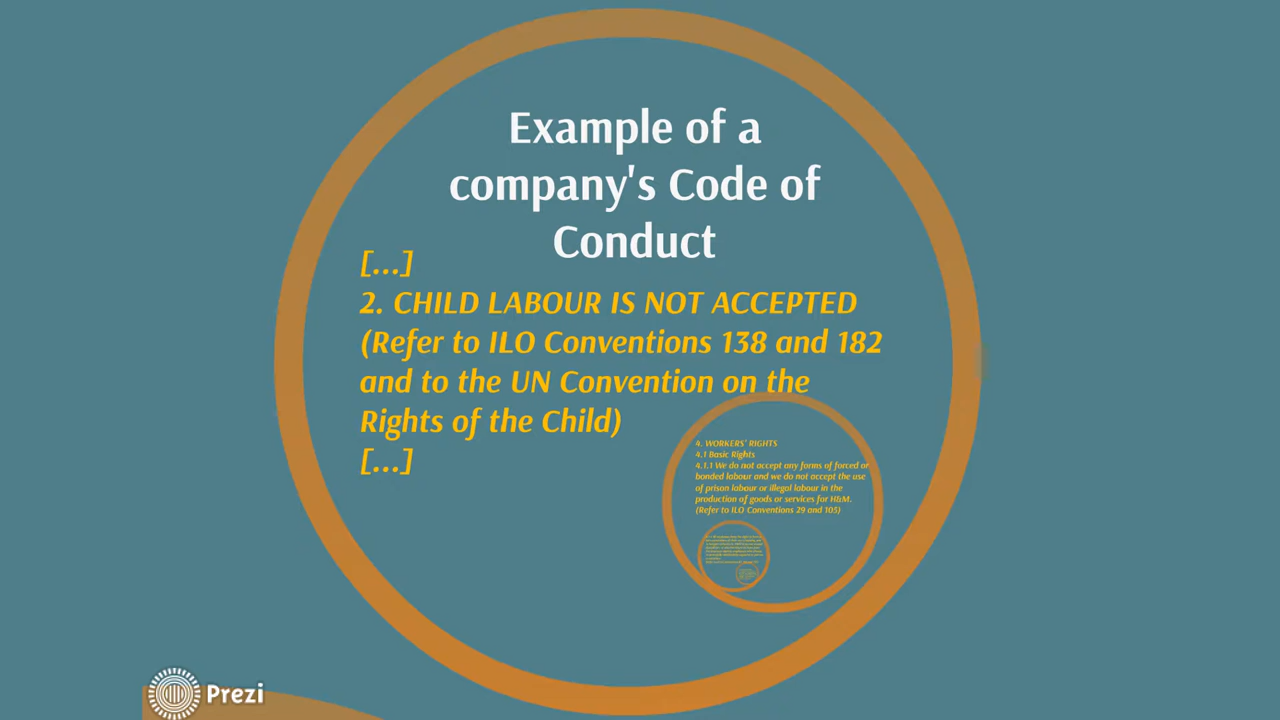 Example of a
company's Code of
Conduct
[...]
2. CHILD LABOUR IS NOT ACCEPTED
(Refer to ILO Conventions 138 and 182
and to the UN Convention on the
Rights of the Child)
[...]
4. WORKERS' RIGHTS
4.1 Basic Rights
4.1.1 We do not accept any forms of forced or
bonded labour and we do not accept the use
of prison labour or illegal labour in the
production of goods or services for H&M.
(Refer to ILO Conventions 29 and 105)
Prezi